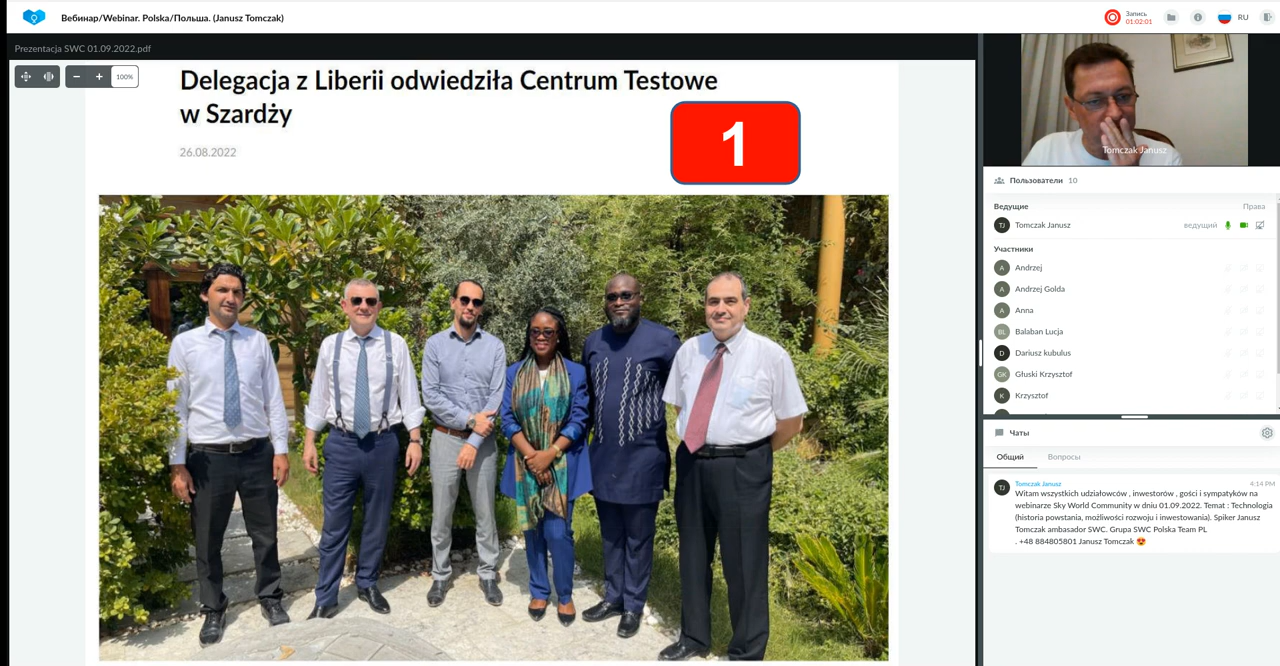 Вебинар/Webinar. Polska/Польша. (Janusz Tomczak)
Запись
01:02:01
RU
Prezentacja SWC 01.09.2022.pdf
100%
Delegacja z Liberii odwiedziła Centrum Testowe
w Szardży
26.08.2022
1
Tomczak Janusz
Пользователи 10
Ведущие Права
TJ Tomczak Janusz ведущий
Участники
A Andrzej
A Andrzej Golda
A Anna
BL Balaban Lucja
D Dariusz kubulus
GK Głuski Krzysztof
K Krzysztof
Чаты
Общий Вопросы
TJ Tomczak Janusz 4:14 PM
Witam wszystkich udziałowców , inwestorów , gości i sympatyków na
webinarze Sky World Community w dniu 01.09.2022. Temat : Technologia
(historia powstania, możliwości rozwoju i inwestowania). Spiker Janusz
Tomczak ambasador SWC. Grupa SWC Polska Team PL
. +48 884805801 Janusz Tomczak 😍